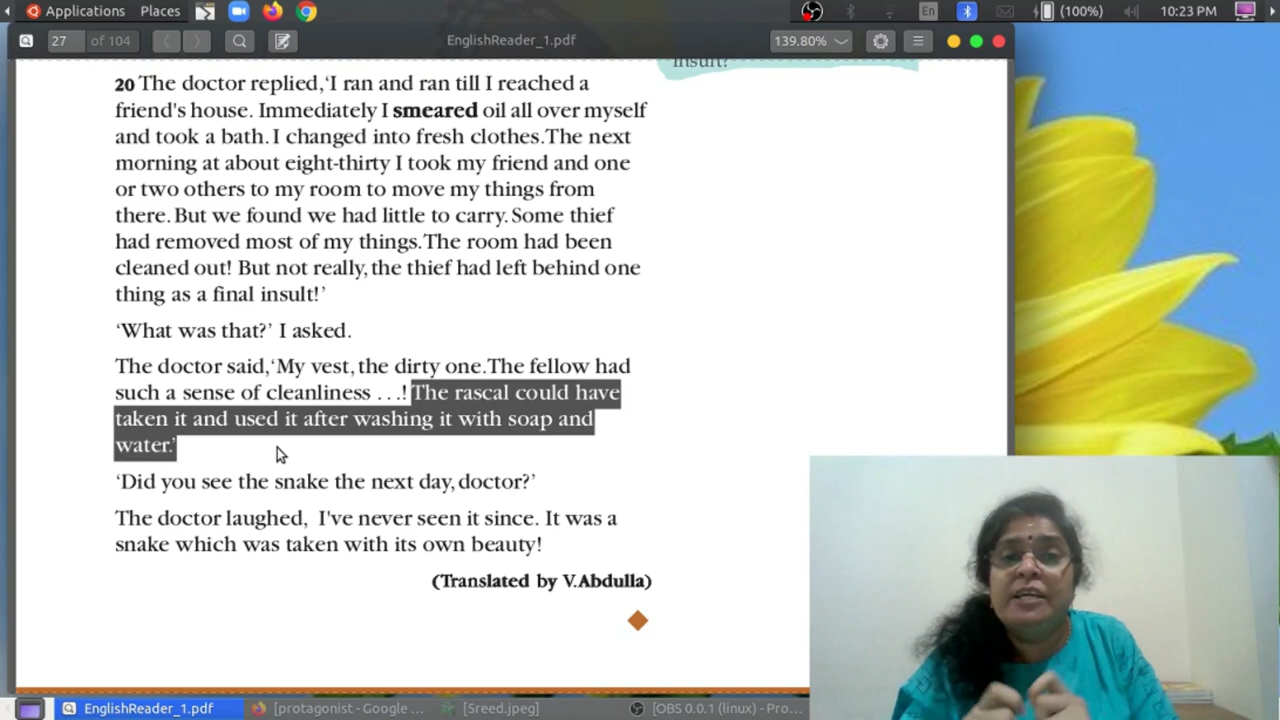 Applications Places En (100%) 10:23 PM
27 of 104 EnglishReader_1.pdf 139.80%
insult?
20 The doctor replied,‘I ran and ran till I reached a
friend's house. Immediately I smeared oil all over myself
and took a bath. I changed into fresh clothes.The next
morning at about eight-thirty I took my friend and one
or two others to my room to move my things from
there. But we found we had little to carry. Some thief
had removed most of my things.The room had been
cleaned out! But not really, the thief had left behind one
thing as a final insult!’
‘What was that?’ I asked.
The doctor said,‘My vest, the dirty one.The fellow had
such a sense of cleanliness . . .! The rascal could have
taken it and used it after washing it with soap and
water.’
‘Did you see the snake the next day, doctor?’
The doctor laughed, I've never seen it since. It was a
snake which was taken with its own beauty!
(Translated by V.Abdulla)
EnglishReader_1.pdf [protagonist - Google ... [5reed.jpeg] [OBS 0.0.1 (linux) - Pro...